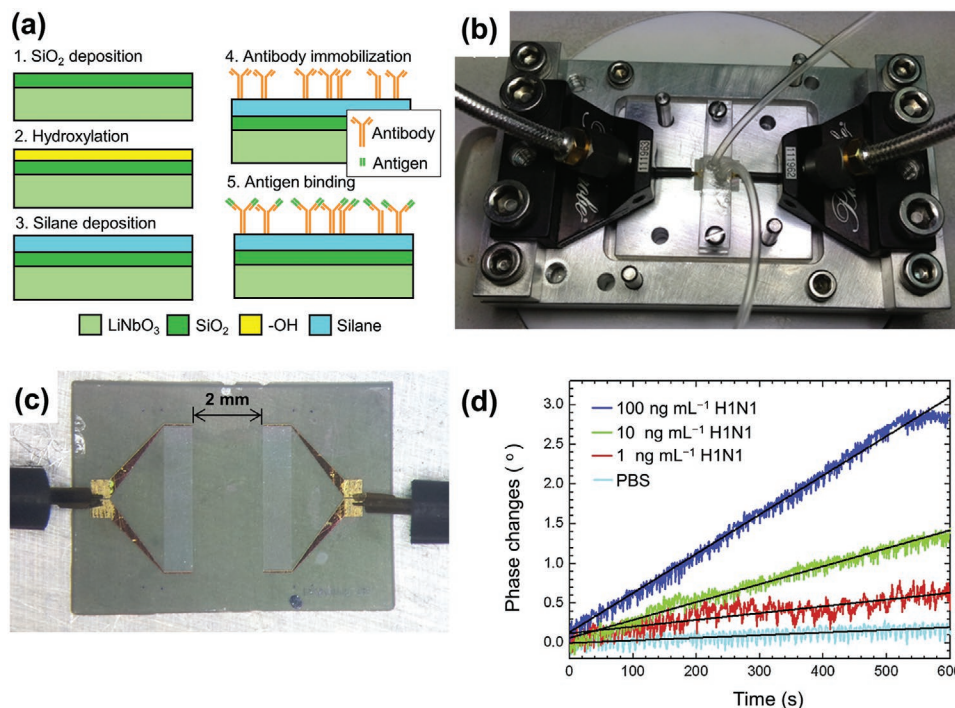 (a)
1. SiO₂ deposition
2. Hydroxylation
3. Silane deposition
4. Antibody immobilization
Antibody
Antigen
5. Antigen binding
LiNbO₃
SiO₂
-OH
Silane
(b)
(c)
2 mm
(d)
100 ng mL⁻¹ H1N1
10 ng mL⁻¹ H1N1
1 ng mL⁻¹ H1N1
PBS
Phase changes ( ° )
3.0
2.5
2.0
1.5
1.0
0.5
0.0
0 100 200 300 400 500 600
Time (s)